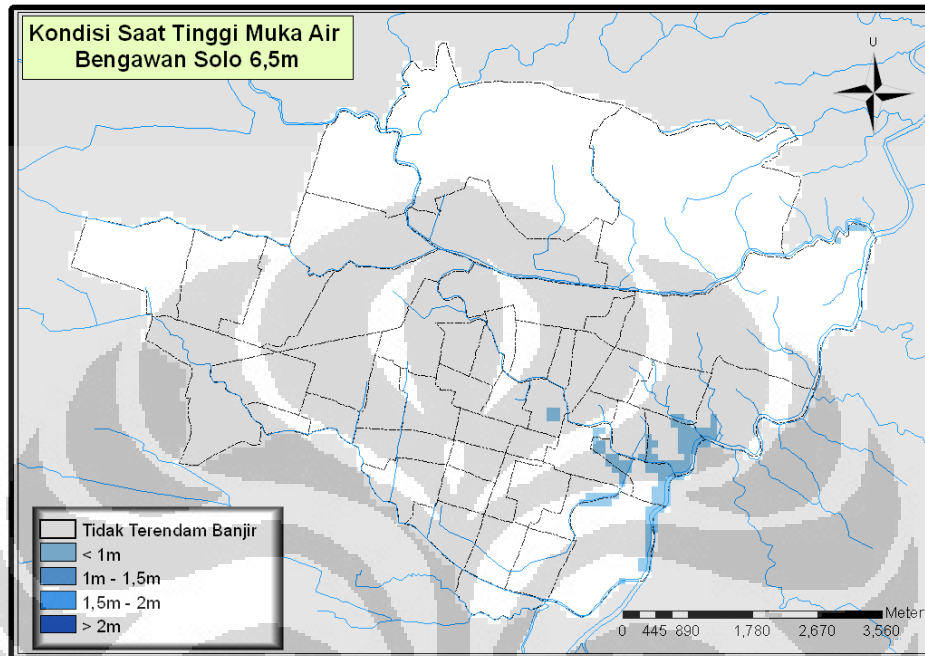 Kondisi Saat Tinggi Muka Air
Bengawan Solo 6,5m
U
Tidak Terendam Banjir
< 1m
1m - 1,5m
1,5m - 2m
> 2m
Meter
0 445 890 1,780 2,670 3,560